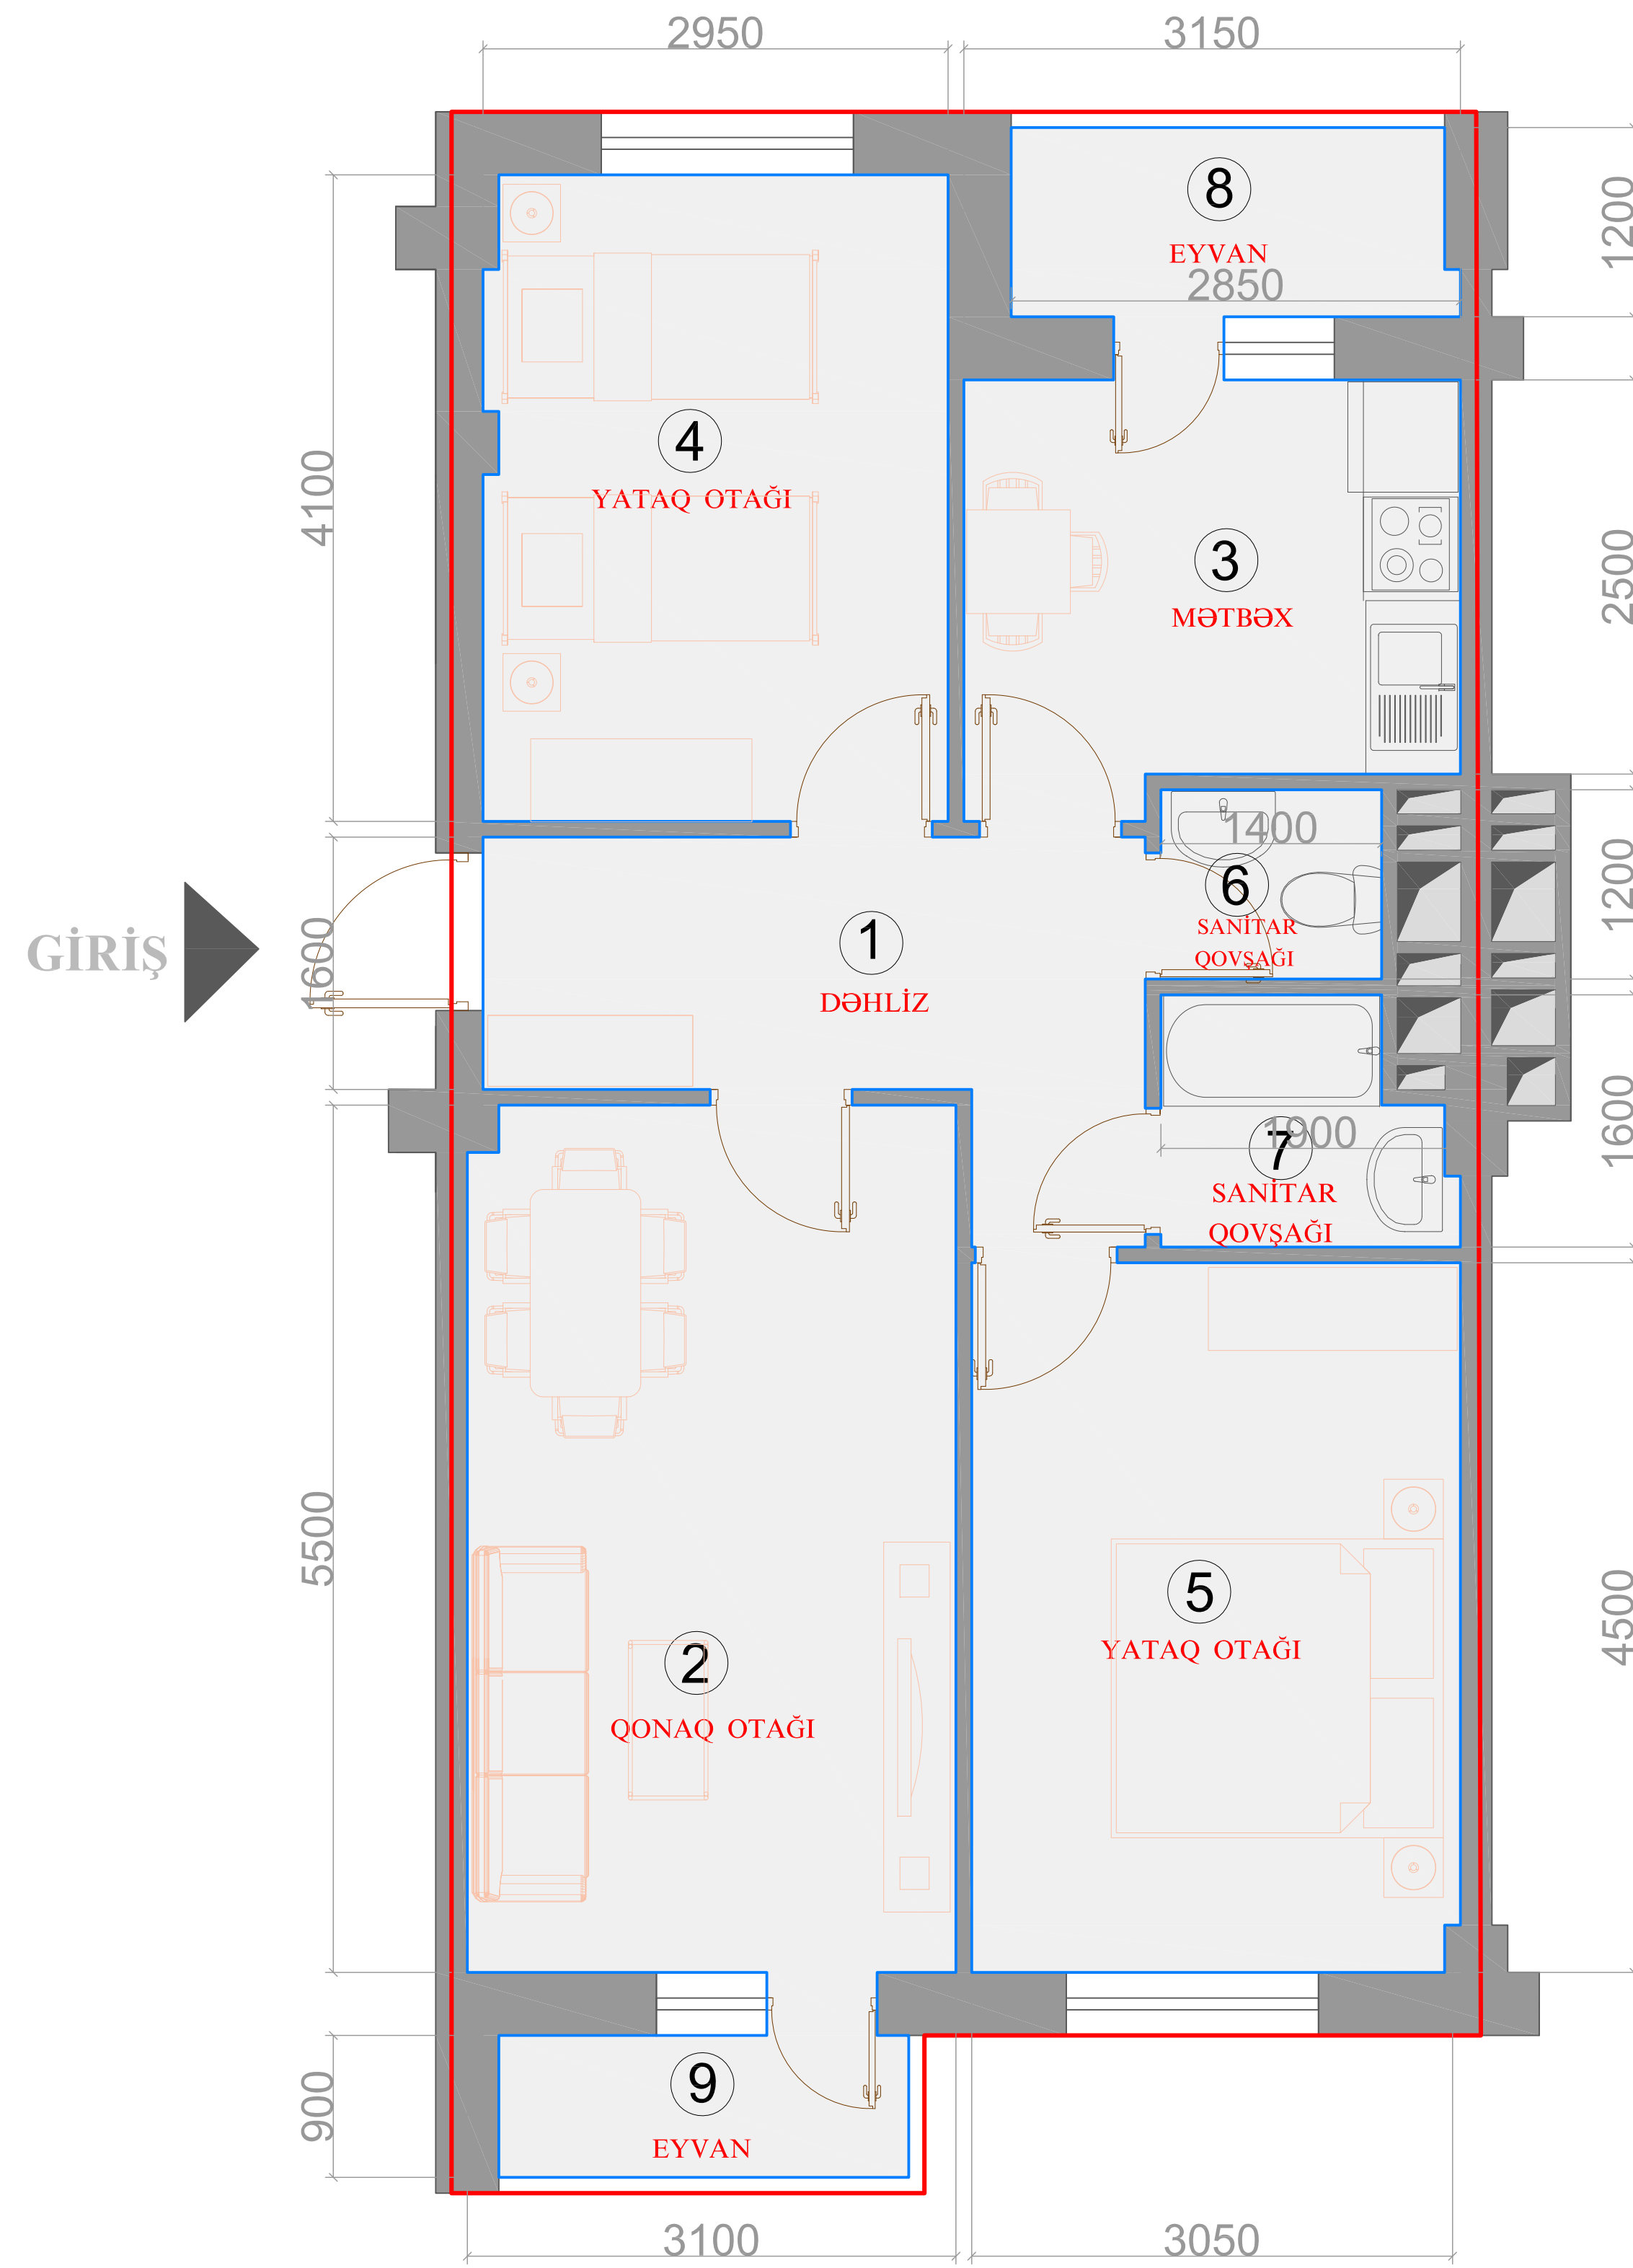 2950
3150
8
EYVAN
2850
1200
4
YATAQ OTAĞI
4100
3
MƏTBƏX
2500
1400
6
SANİTAR
QOVŞAĞI
1200
GİRİŞ
1600
1
DƏHLİZ
1900
7
SANİTAR
QOVŞAĞI
1600
5500
2
QONAQ OTAĞI
5
YATAQ OTAĞI
4500
900
9
EYVAN
3100
3050